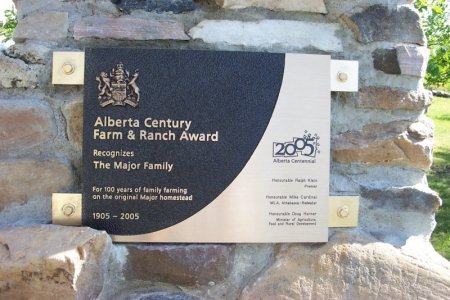 Alberta Century
Farm & Ranch Award
Recognizes
The Major Family
For 100 years of family farming
on the original Major homestead
1905 – 2005
2005
Alberta Centennial
Honourable Ralph Klein
Premier
Honourable Mike Cardinal
MLA, Athabasca-Redwater
Honourable Doug Horner
Minister of Agriculture,
Food and Rural Development